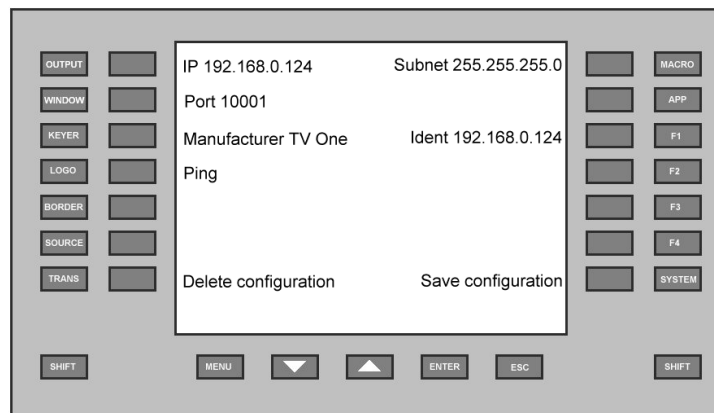 OUTPUT IP 192.168.0.124 Subnet 255.255.255.0 MACRO
WINDOW Port 10001 APP
KEYER Manufacturer TV One Ident 192.168.0.124 F1
LOGO Ping F2
BORDER F3
SOURCE F4
TRANS Delete configuration Save configuration SYSTEM
SHIFT MENU ENTER ESC SHIFT